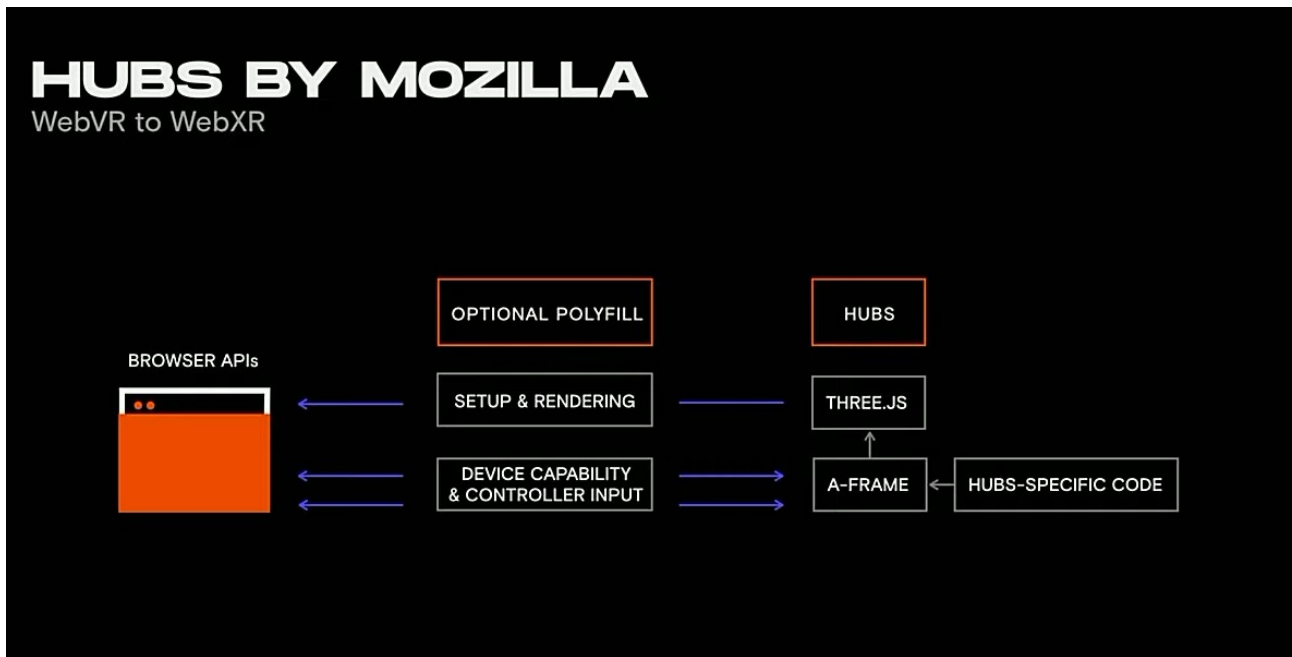 HUBS BY MOZILLA
WebVR to WebXR
OPTIONAL POLYFILL
HUBS
BROWSER APIs
SETUP & RENDERING
THREE.JS
DEVICE CAPABILITY
& CONTROLLER INPUT
A-FRAME
HUBS-SPECIFIC CODE